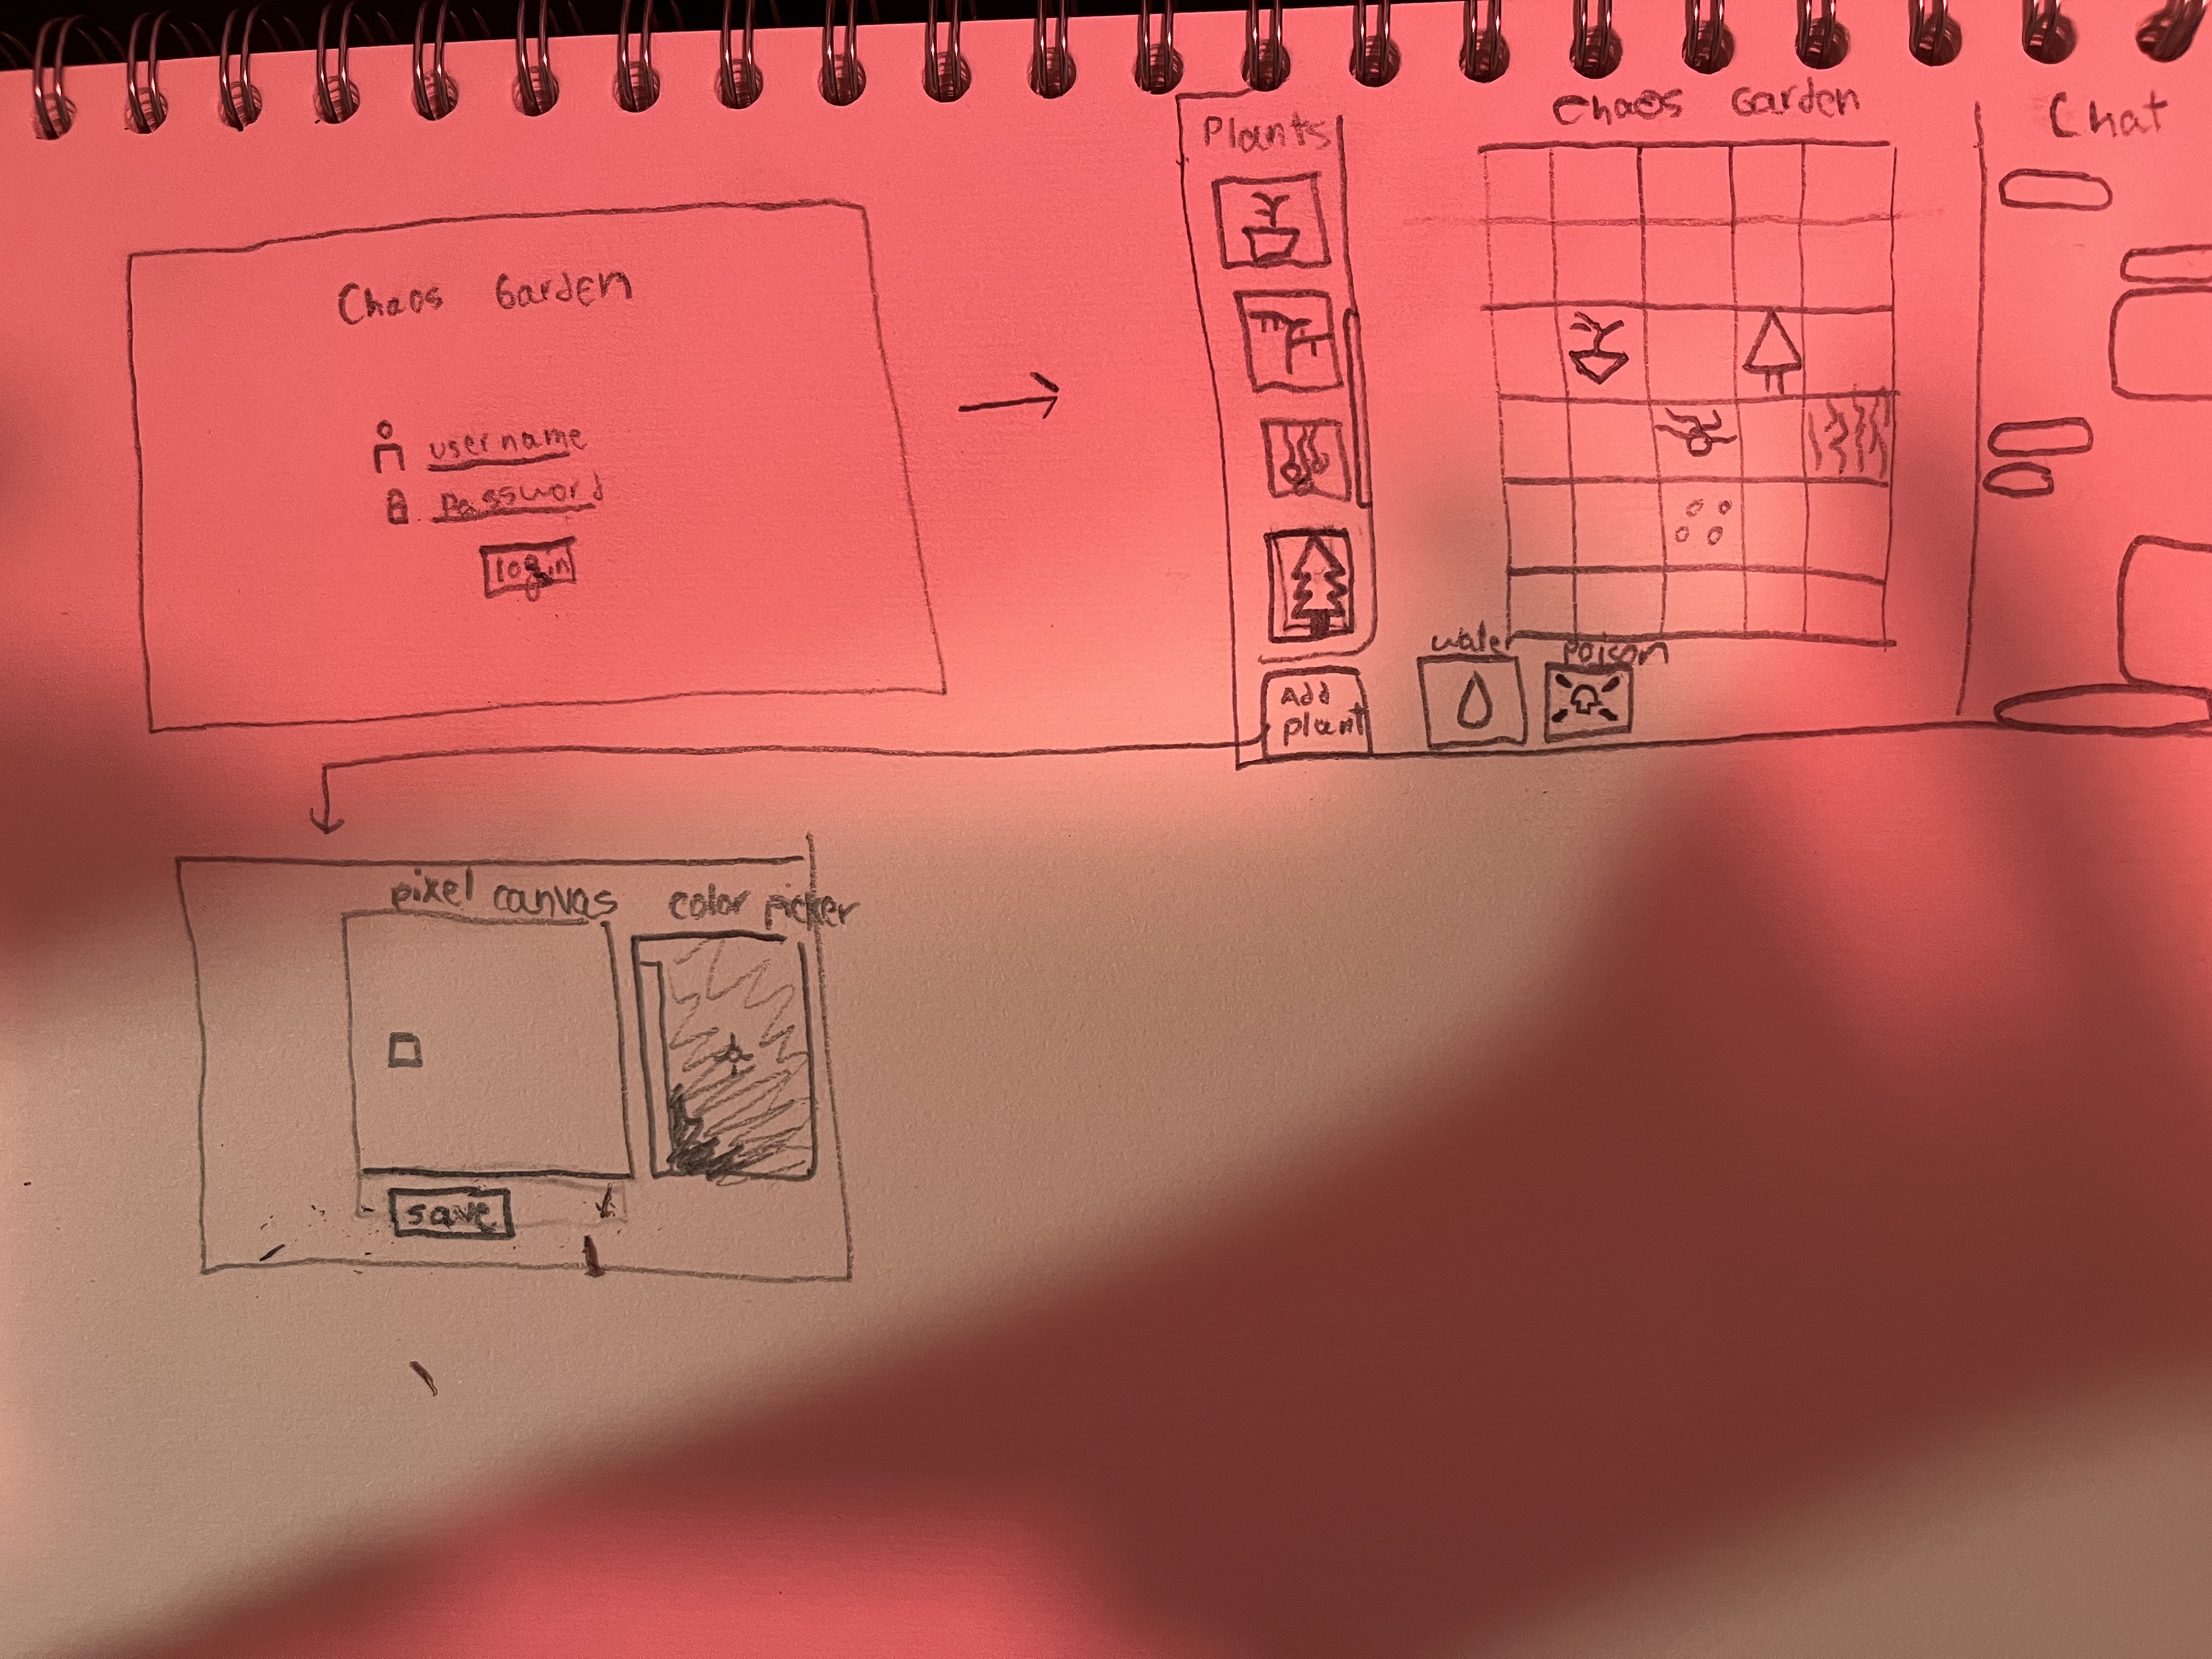 Chaos Garden
username
password
login
Plants
Add
plant
Chaos Garden
water
poison
Chat
pixel canvas
color picker
save